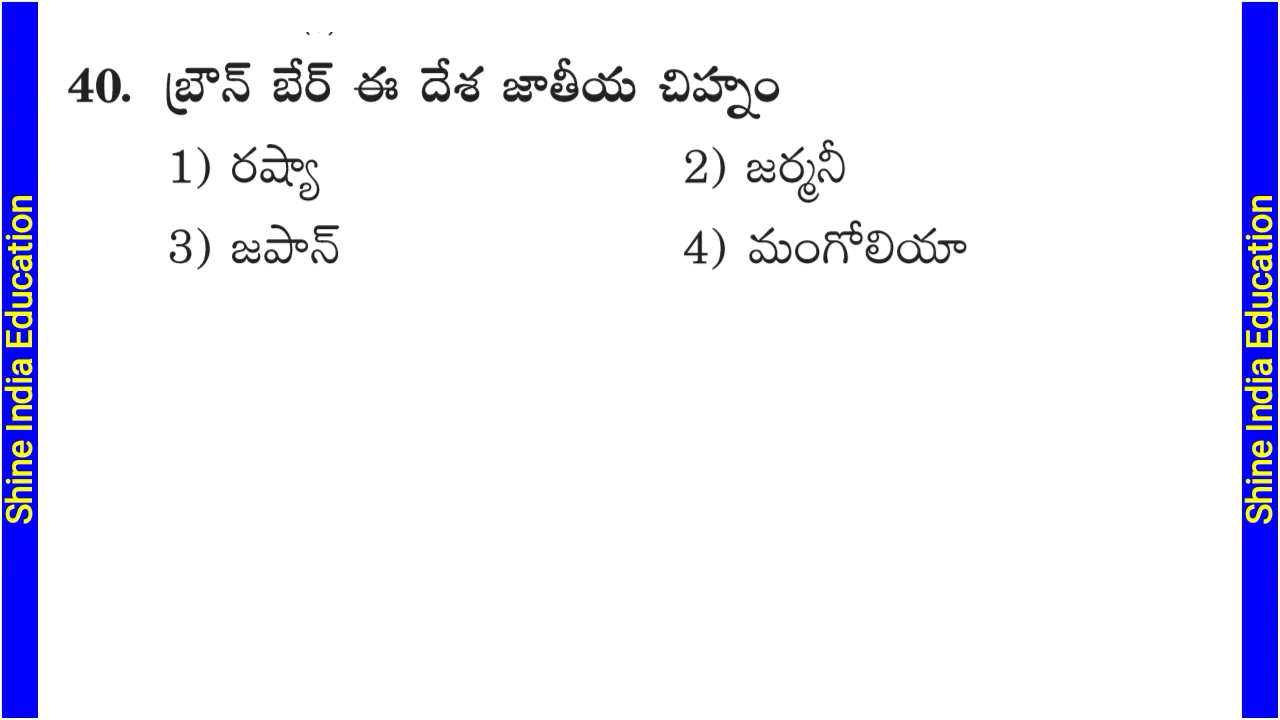 Shine India Education
40. బ్రౌన్ బేర్ ఈ దేశ జాతీయ చిహ్నం
1) రష్యా 2) జర్మనీ
3) జపాన్ 4) మంగోలియా
Shine India Education